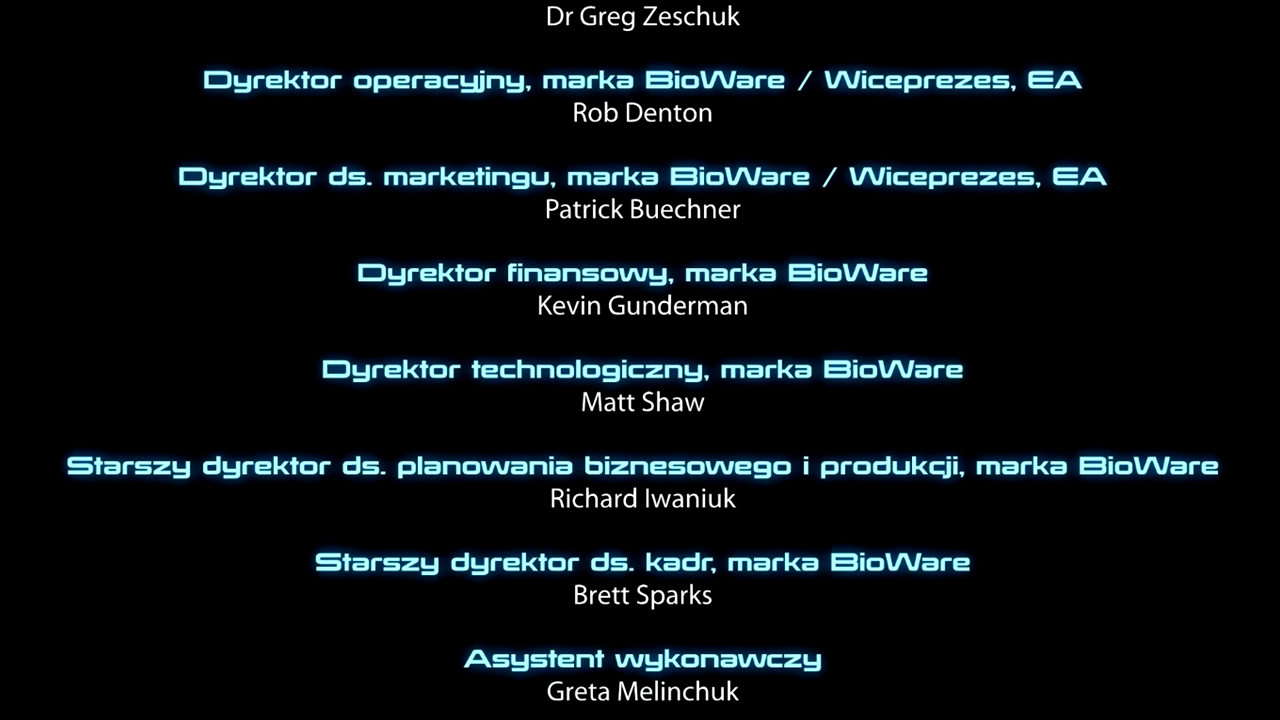 Dr Greg Zeschuk
Dyrektor operacyjny, marka BioWare / Wiceprezes, EA
Rob Denton
Dyrektor ds. marketingu, marka BioWare / Wiceprezes, EA
Patrick Buechner
Dyrektor finansowy, marka BioWare
Kevin Gunderman
Dyrektor technologiczny, marka BioWare
Matt Shaw
Starszy dyrektor ds. planowania biznesowego i produkcji, marka BioWare
Richard Iwaniuk
Starszy dyrektor ds. kadr, marka BioWare
Brett Sparks
Asystent wykonawczy
Greta Melinchuk